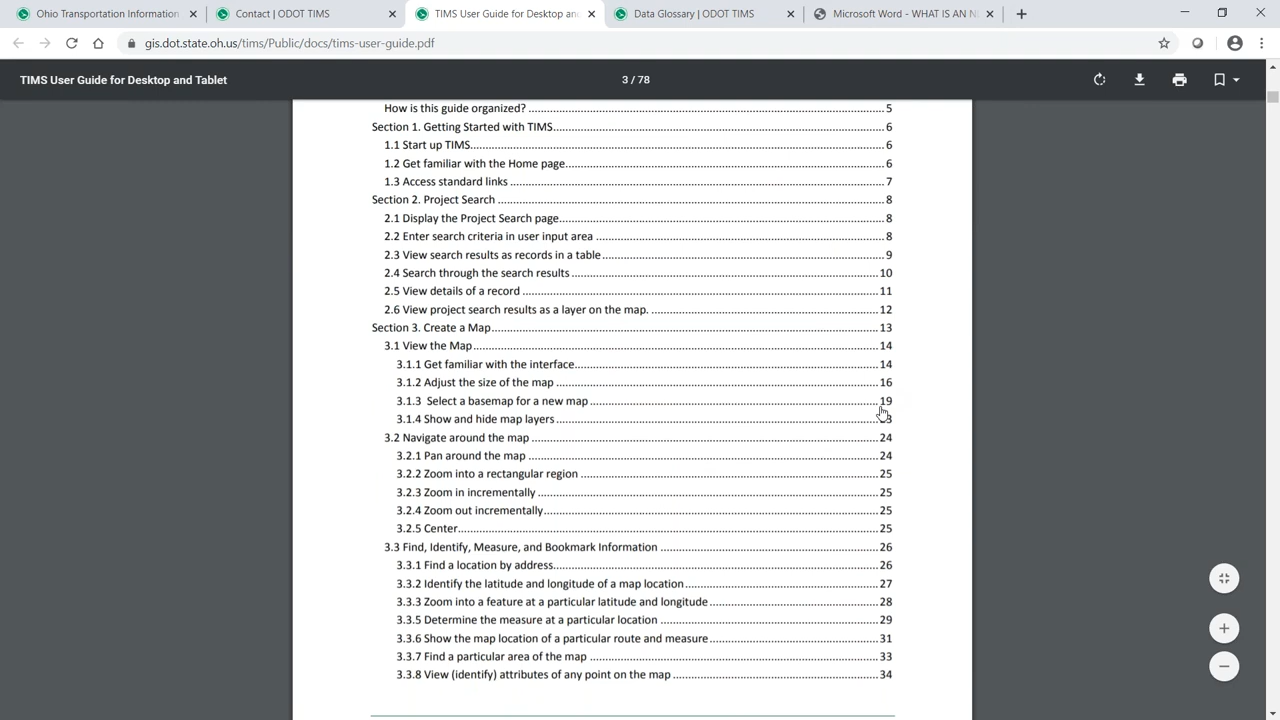 Ohio Transportation Information
Contact | ODOT TIMS
TIMS User Guide for Desktop and
Data Glossary | ODOT TIMS
Microsoft Word - WHAT IS AN
gis.dot.state.oh.us/tims/Public/docs/tims-user-guide.pdf
TIMS User Guide for Desktop and Tablet
3 / 78
How is this guide organized? 5
Section 1. Getting Started with TIMS 6
1.1 Start up TIMS 6
1.2 Get familiar with the Home page 6
1.3 Access standard links 7
Section 2. Project Search 8
2.1 Display the Project Search page 8
2.2 Enter search criteria in user input area 8
2.3 View search results as records in a table 9
2.4 Search through the search results 10
2.5 View details of a record 11
2.6 View project search results as a layer on the map. 12
Section 3. Create a Map 13
3.1 View the Map 14
3.1.1 Get familiar with the interface 14
3.1.2 Adjust the size of the map 16
3.1.3 Select a basemap for a new map 19
3.1.4 Show and hide map layers
3.2 Navigate around the map 24
3.2.1 Pan around the map 24
3.2.2 Zoom into a rectangular region 25
3.2.3 Zoom in incrementally 25
3.2.4 Zoom out incrementally 25
3.2.5 Center 25
3.3 Find, Identify, Measure, and Bookmark Information 26
3.3.1 Find a location by address 26
3.3.2 Identify the latitude and longitude of a map location 27
3.3.3 Zoom into a feature at a particular latitude and longitude 28
3.3.5 Determine the measure at a particular location 29
3.3.6 Show the map location of a particular route and measure 31
3.3.7 Find a particular area of the map 33
3.3.8 View (identify) attributes of any point on the map 34